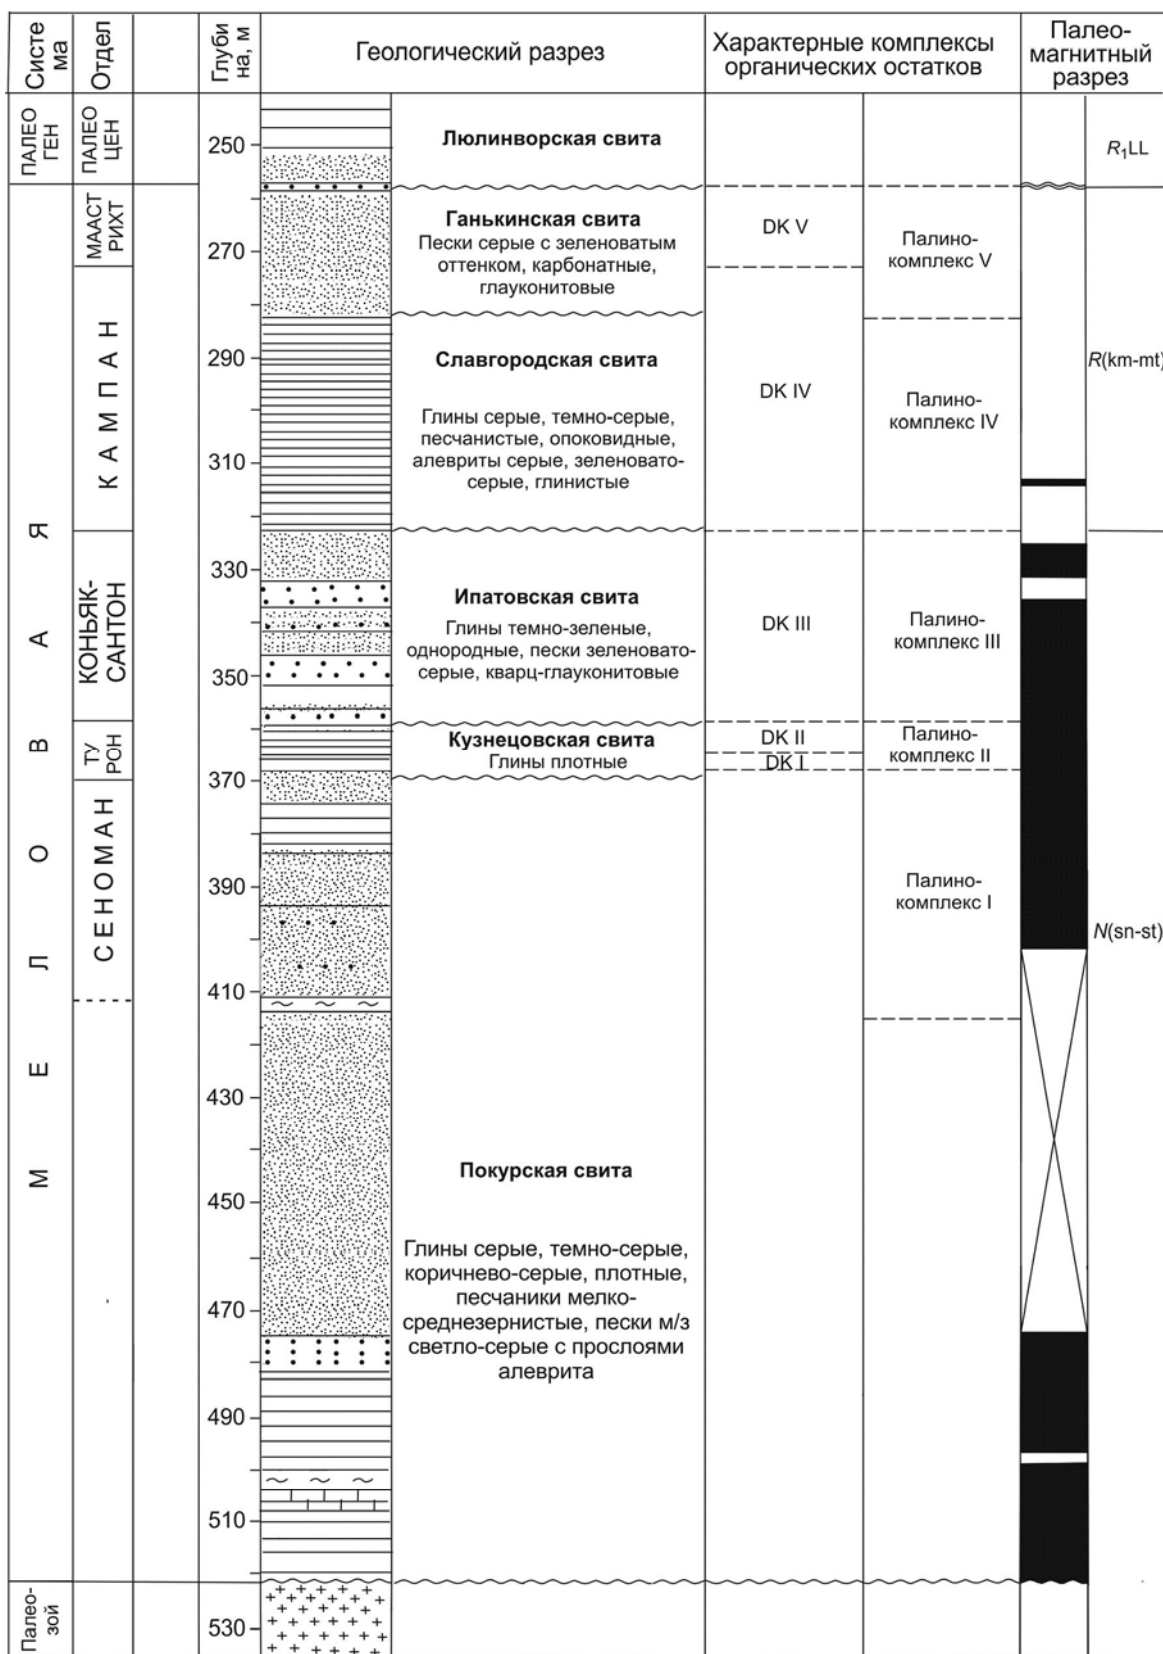 Систе
ма
Отдел
Глуби
на, м
Геологический разрез
Характерные комплексы
органических остатков
Палео-
магнитный
разрез
ПАЛЕО
ГЕН
ПАЛЕО
ЦЕН
250
Люлинворская свита
R₁LL
МААСТ
РИХТ
270
Ганькинская свита
Пески серые с зеленоватым
оттенком, карбонатные,
глауконитовые
DK V
Палино-
комплекс V
КАМПАН
290
310
Славгородская свита
Глины серые, темно-серые,
песчанистые, опоковидные,
алевриты серые, зеленовато-
серые, глинистые
DK IV
Палино-
комплекс IV
R(km-mt)
МЕЛОВАЯ
КОНЬЯК-
САНТОН
330
350
Ипатовская свита
Глины темно-зеленые,
однородные, пески зеленовато-
серые, кварц-глауконитовые
DK III
Палино-
комплекс III
ТУ
РОН
Кузнецовская свита
Глины плотные
DK II
DK I
Палино-
комплекс II
370
СЕНОМАН
390
410
Палино-
комплекс I
N(sn-st)
430
450
470
490
510
Покурская свита
Глины серые, темно-серые,
коричнево-серые, плотные,
песчаники мелко-
среднезернистые, пески м/з
светло-серые с прослоями
алеврита
Палео-
зой
530